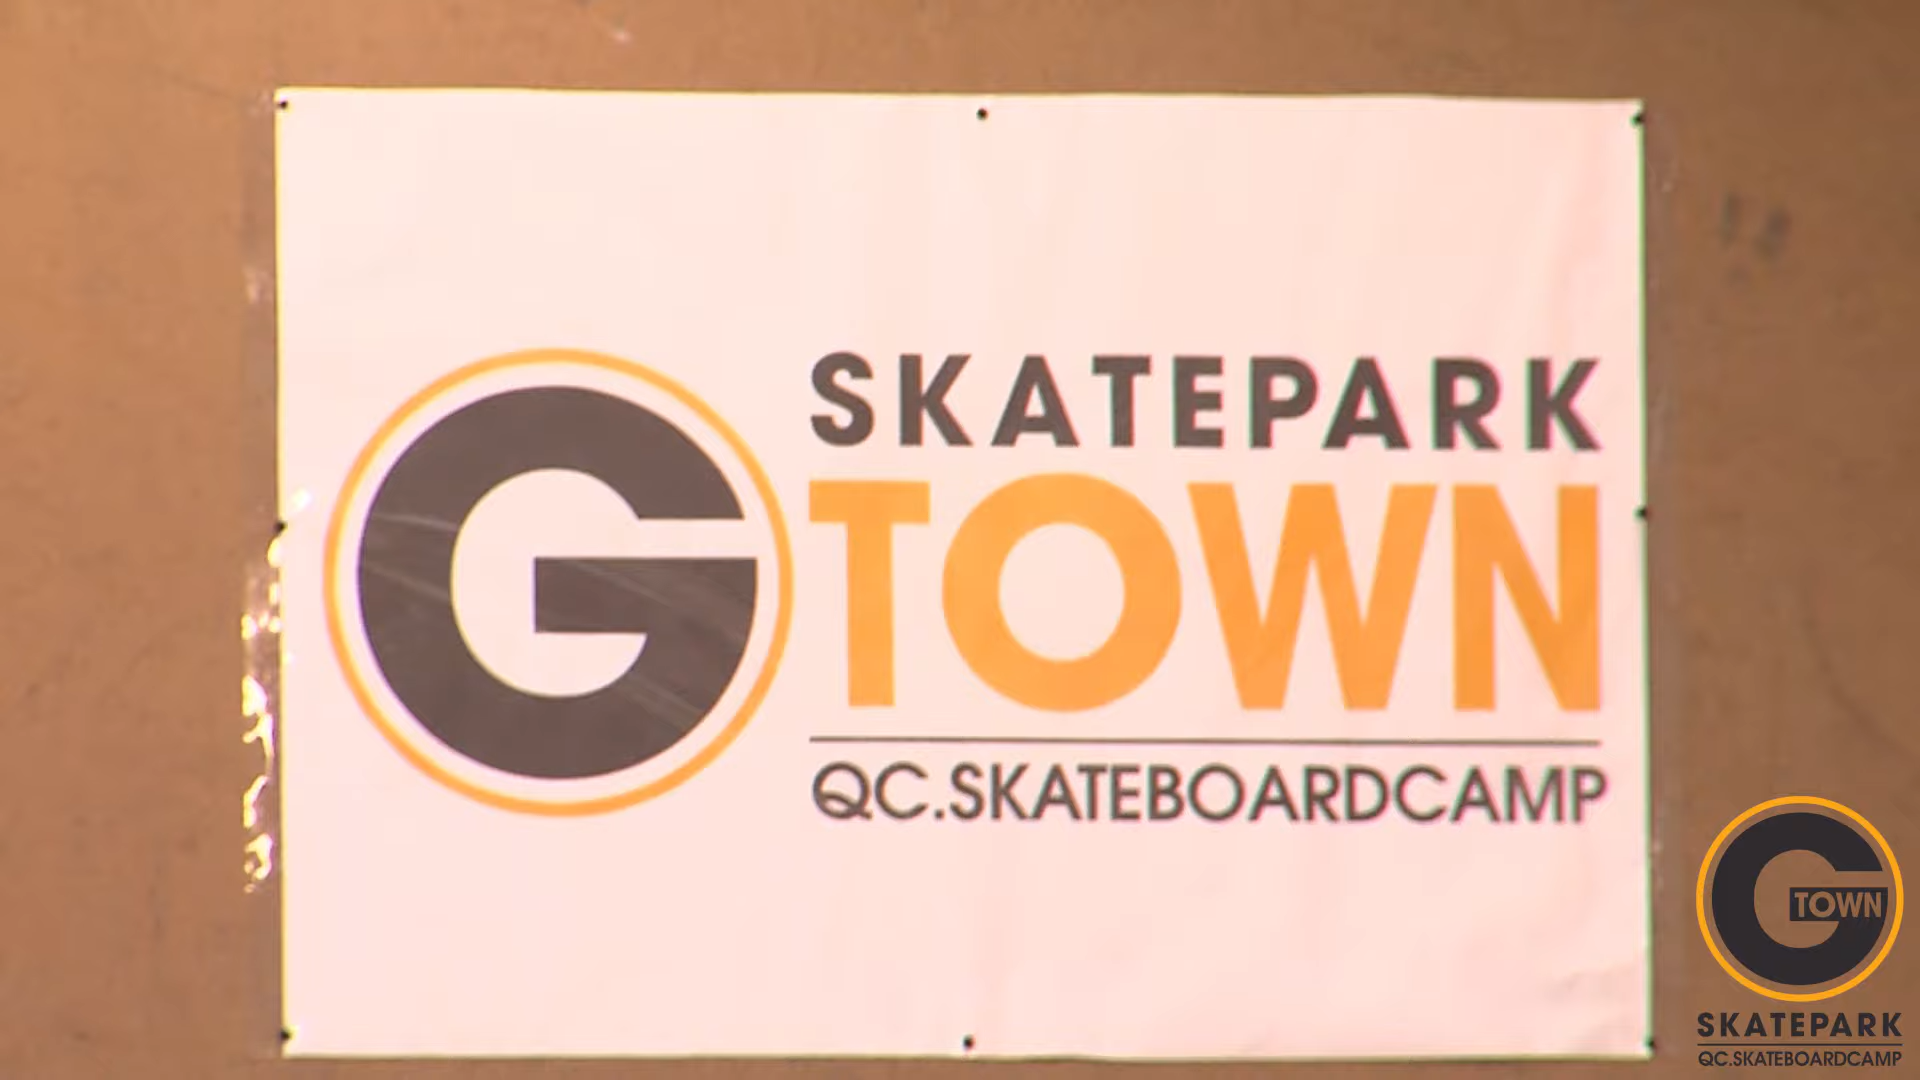 SKATEPARK
G TOWN
QC.SKATEBOARDCAMP
G
TOWN
SKATEPARK
QC.SKATEBOARDCAMP